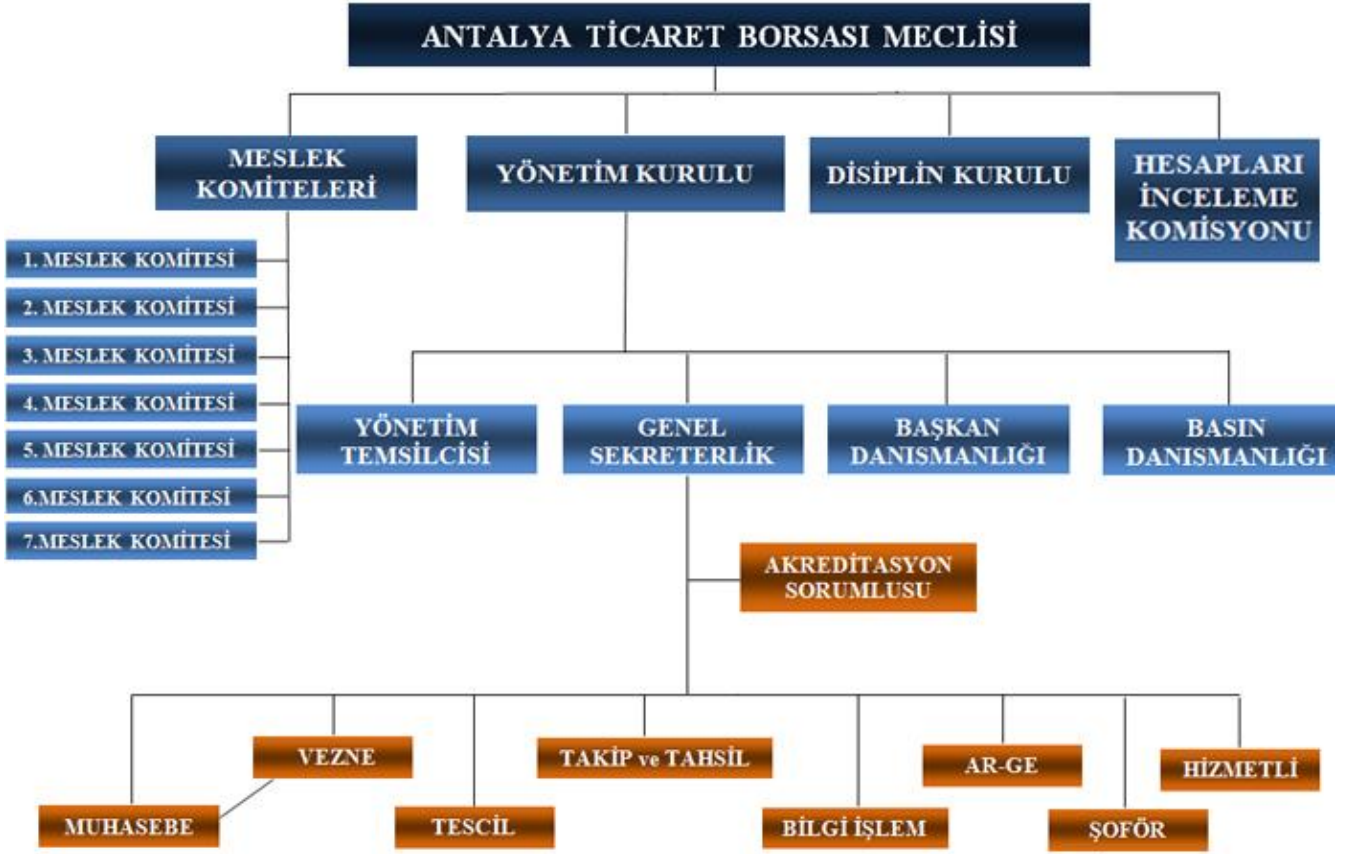 ANTALYA TİCARET BORSASI MECLİSİ
MESLEK
KOMİTELERİ
YÖNETİM KURULU
DİSİPLİN KURULU
HESAPLARI
İNCELEME
KOMİSYONU
1. MESLEK KOMİTESİ
2. MESLEK KOMİTESİ
3. MESLEK KOMİTESİ
4. MESLEK KOMİTESİ
5. MESLEK KOMİTESİ
6.MESLEK KOMİTESİ
7.MESLEK KOMİTESİ
YÖNETİM
TEMSİLCİSİ
GENEL
SEKRETERLİK
BAŞKAN
DANISMANLIĞI
BASIN
DANISMANLIĞI
AKREDİTASYON
SORUMLUSU
VEZNE
TAKİP ve TAHSİL
AR-GE
HİZMETLİ
MUHASEBE
TESCİL
BİLGİ İŞLEM
ŞOFÖR